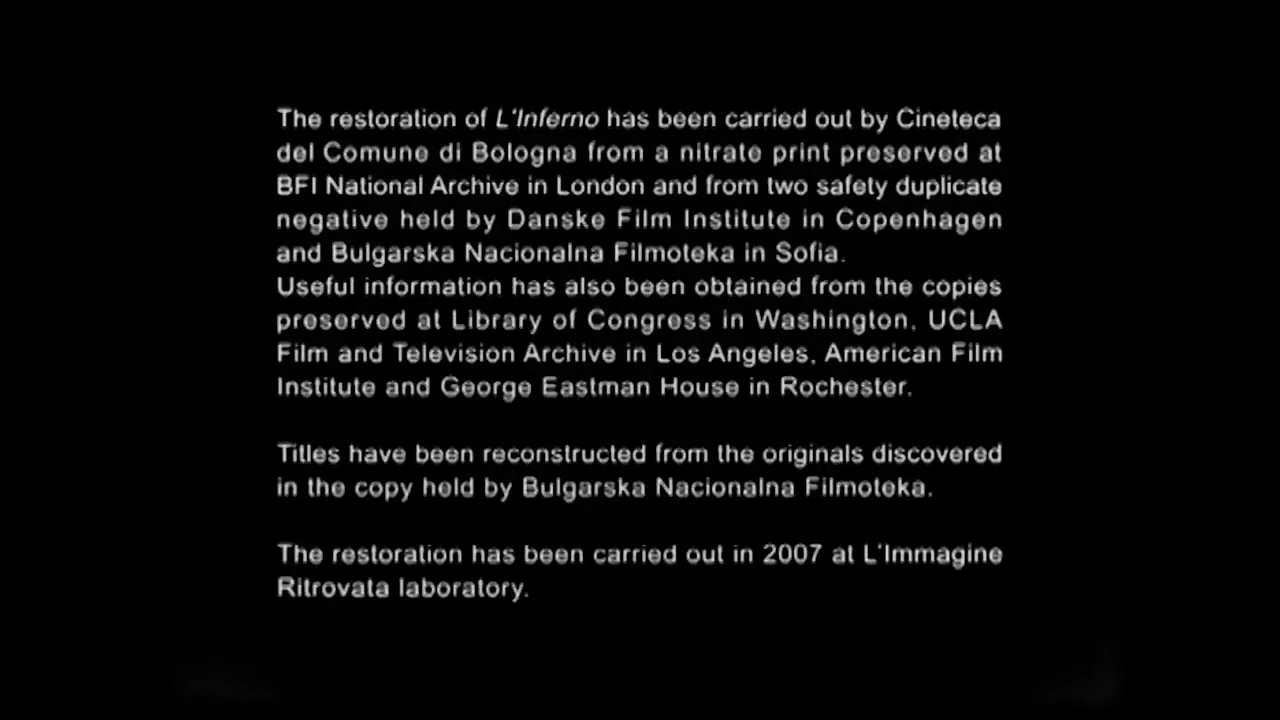 The restoration of L'Inferno has been carried out by Cineteca
del Comune di Bologna from a nitrate print preserved at
BFI National Archive in London and from two safety duplicate
negative held by Danske Film Institute in Copenhagen
and Bulgarska Nacionalna Filmoteka in Sofia.
Useful information has also been obtained from the copies
preserved at Library of Congress in Washington, UCLA
Film and Television Archive in Los Angeles, American Film
Institute and George Eastman House in Rochester.
Titles have been reconstructed from the originals discovered
in the copy held by Bulgarska Nacionalna Filmoteka.
The restoration has been carried out in 2007 at L'Immagine
Ritrovata laboratory.